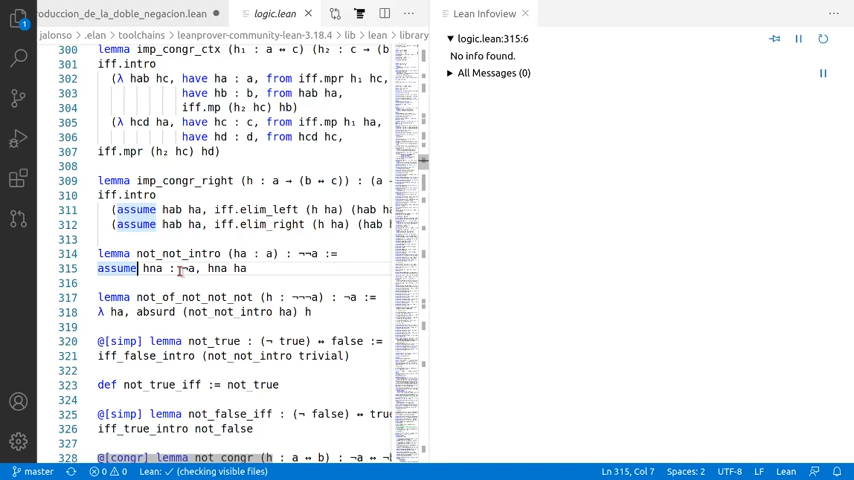 roduccion_de_la_doble_negacion.lean
logic.lean
Lean Infoview
jalonso > .elan > toolchains > leanprover-community-lean-3.18.4 > lib > lean > library
300 lemma imp_congr_ctx (h₁ : a ↔ c) (h₂ : c → (b
301 iff.intro
302 (λ hab hc, have ha : a, from iff.mpr h₁ hc,
303 have hb : b, from hab ha,
304 iff.mp (h₂ hc) hb)
305 (λ hcd ha, have hc : c, from iff.mp h₁ ha,
306 have hd : d, from hcd hc,
307 iff.mpr (h₂ hc) hd)
308
309 lemma imp_congr_right (h : a → (b ↔ c)) : (a →
310 iff.intro
311 (assume hab ha, iff.elim_left (h ha) (hab ha
312 (assume hab ha, iff.elim_right (h ha) (hab h
313
314 lemma not_not_intro (ha : a) : ¬¬a :=
315 assume hna : ¬a, hna ha
316
317 lemma not_of_not_not_not (h : ¬¬¬a) : ¬a :=
318 λ ha, absurd (not_not_intro ha) h
319
320 @[simp] lemma not_true : (¬ true) ↔ false :=
321 iff_false_intro (not_not_intro trivial)
322
323 def not_true_iff := not_true
324
325 @[simp] lemma not_false_iff : (¬ false) ↔ true
326 iff_true_intro not_false
327
328 @[congr] lemma not_congr (h : a ↔ b) : ¬a ↔ ¬b
logic.lean:315:6
No info found.
All Messages (0)
master
0 0
Lean: ✓ (checking visible files)
Ln 315, Col 7
Spaces: 2
UTF-8
LF
Lean